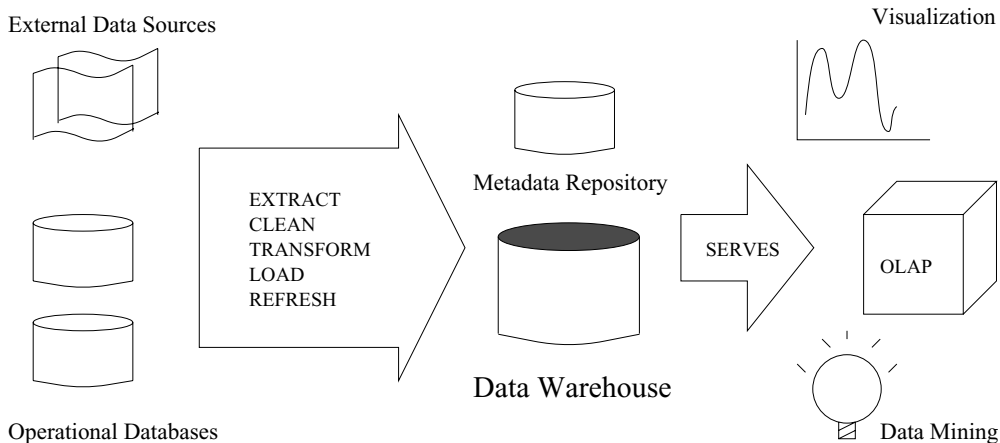 External Data Sources
Visualization
Metadata Repository
EXTRACT
CLEAN
TRANSFORM
LOAD
REFRESH
SERVES
OLAP
Data Warehouse
Operational Databases
Data Mining